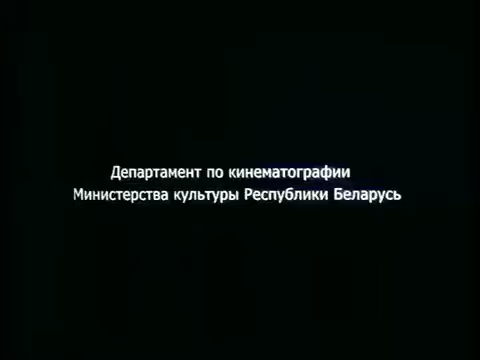 Департамент по кинематографии
Министерства культуры Республики Беларусь